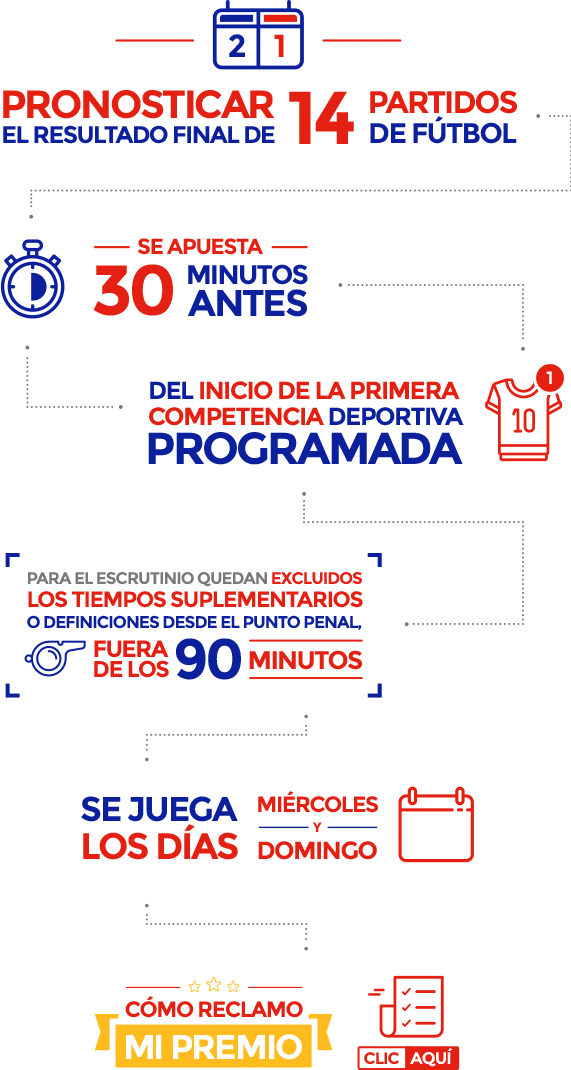 2 1
PRONOSTICAR
EL RESULTADO FINAL DE
14
PARTIDOS
DE FÚTBOL
SE APUESTA
30
MINUTOS
ANTES
DEL INICIO DE LA PRIMERA
COMPETENCIA DEPORTIVA
PROGRAMADA
1
10
PARA EL ESCRUTINIO QUEDAN EXCLUIDOS
LOS TIEMPOS SUPLEMENTARIOS
O DEFINICIONES DESDE EL PUNTO PENAL,
FUERA
DE LOS
90
MINUTOS
SE JUEGA
LOS DÍAS
MIÉRCOLES
Y
DOMINGO
CÓMO RECLAMO
MI PREMIO
CLIC AQUÍ